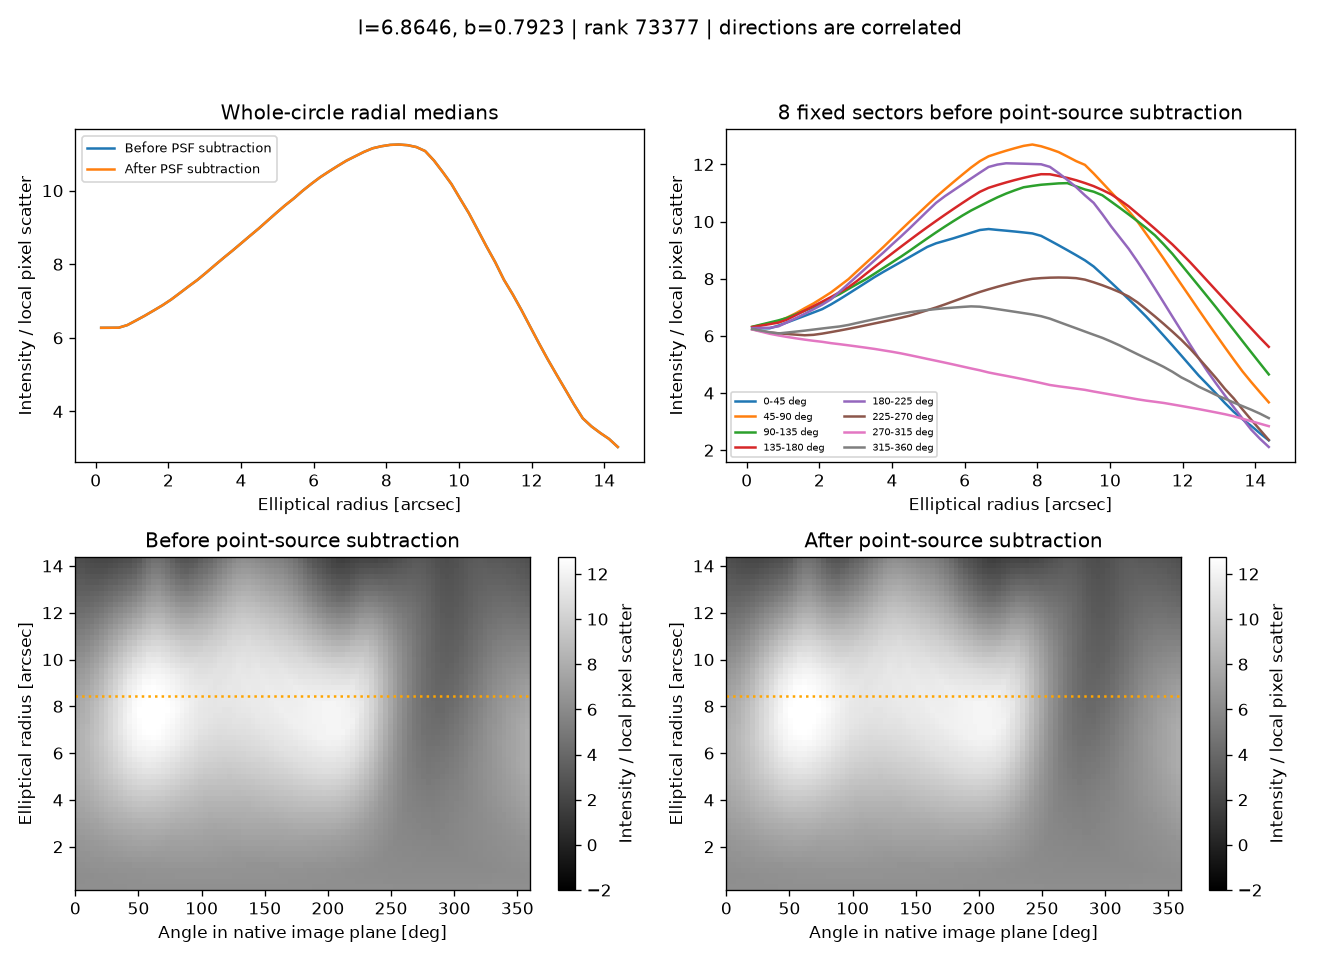 l=6.8646, b=0.7923 | rank 73377 | directions are correlated
Whole-circle radial medians
Before PSF subtraction
After PSF subtraction
Intensity / local pixel scatter
10
8
6
4
0 2 4 6 8 10 12 14
Elliptical radius [arcsec]
8 fixed sectors before point-source subtraction
Intensity / local pixel scatter
12
10
8
6
4
2
0-45 deg
45-90 deg
90-135 deg
135-180 deg
180-225 deg
225-270 deg
270-315 deg
315-360 deg
0 2 4 6 8 10 12 14
Elliptical radius [arcsec]
Before point-source subtraction
Elliptical radius [arcsec]
14
12
10
8
6
4
2
0 50 100 150 200 250 300 350
Angle in native image plane [deg]
12
10
8
6
4
2
0
−2
Intensity / local pixel scatter
After point-source subtraction
Elliptical radius [arcsec]
14
12
10
8
6
4
2
0 50 100 150 200 250 300 350
Angle in native image plane [deg]
12
10
8
6
4
2
0
−2
Intensity / local pixel scatter